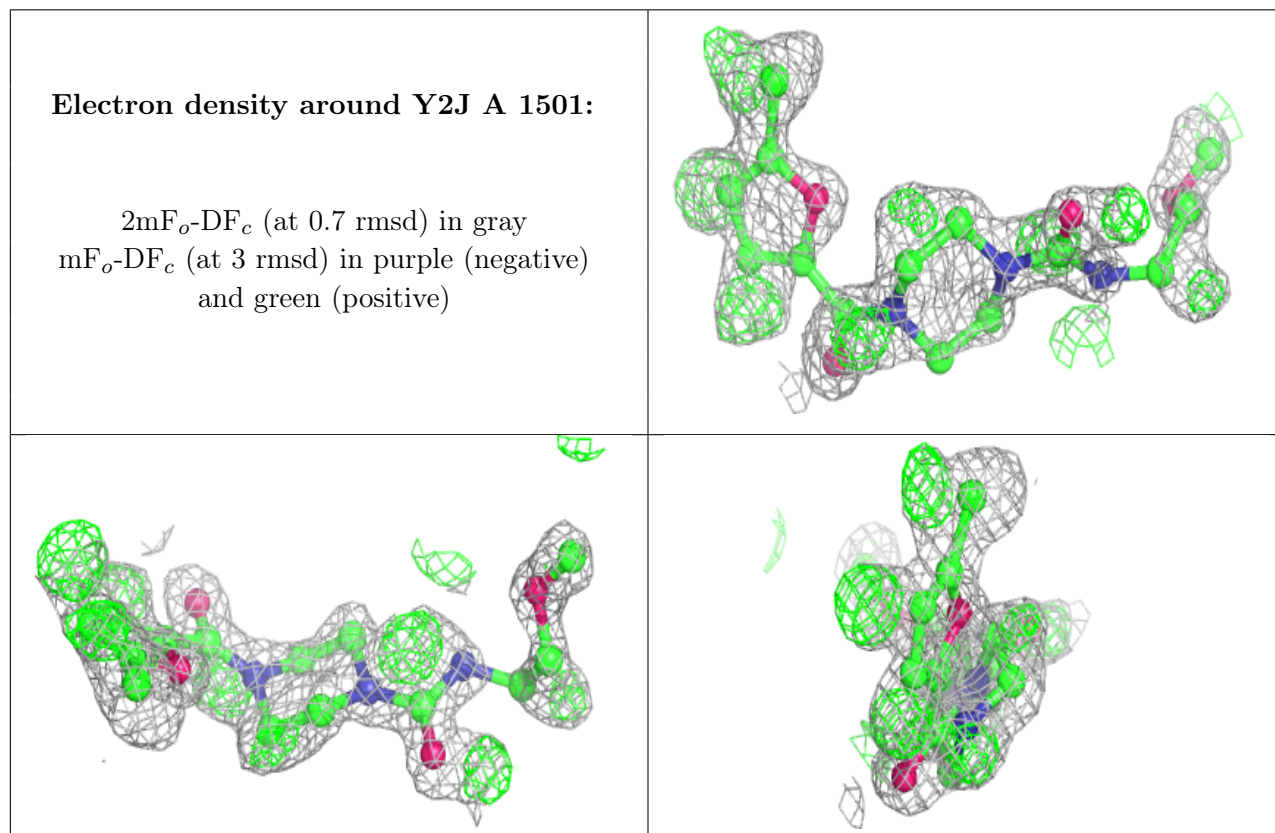 Electron density around Y2J A 1501:
2mFo-DFc (at 0.7 rmsd) in gray
mFo-DFc (at 3 rmsd) in purple (negative)
and green (positive)